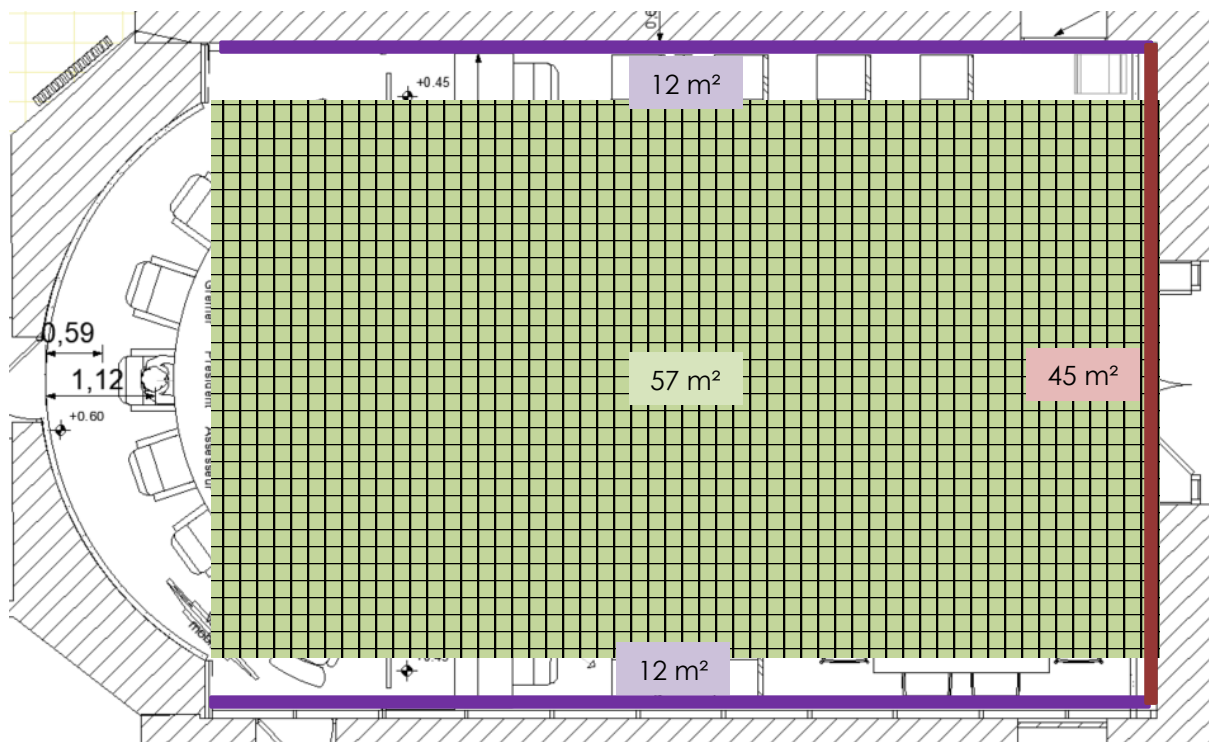 12 m²
+0.45
Greffier
Président
Assesseur
0,59
1,12
+0.60
57 m²
45 m²
12 m²